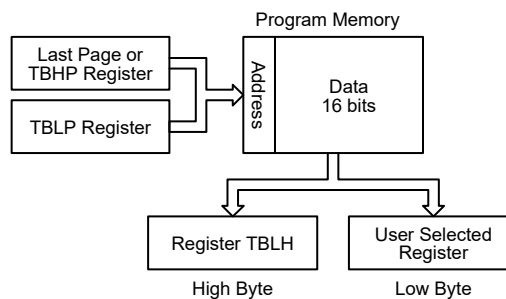 Program Memory
Last Page or
TBHP Register
TBLP Register
Address
Data
16 bits
Register TBLH
User Selected
Register
High Byte
Low Byte